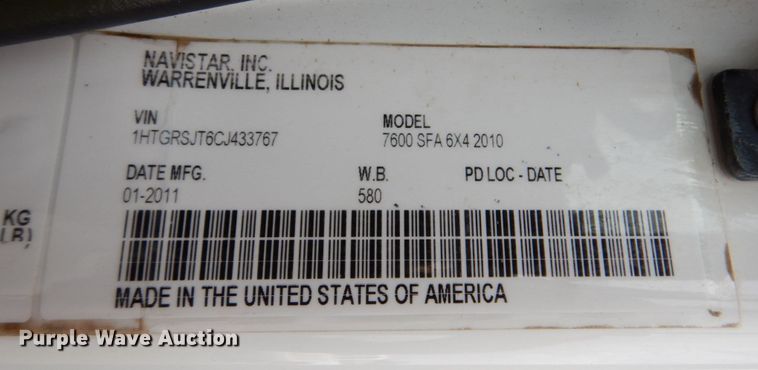 NAVISTAR, INC.
WARRENVILLE, ILLINOIS
VIN MODEL
1HTGRSJT6CJ433767 7600 SFA 6X4 2010
DATE MFG. W.B. PD LOC - DATE
01-2011 580
KG
(LB)
MADE IN THE UNITED STATES OF AMERICA
Purple Wave Auction